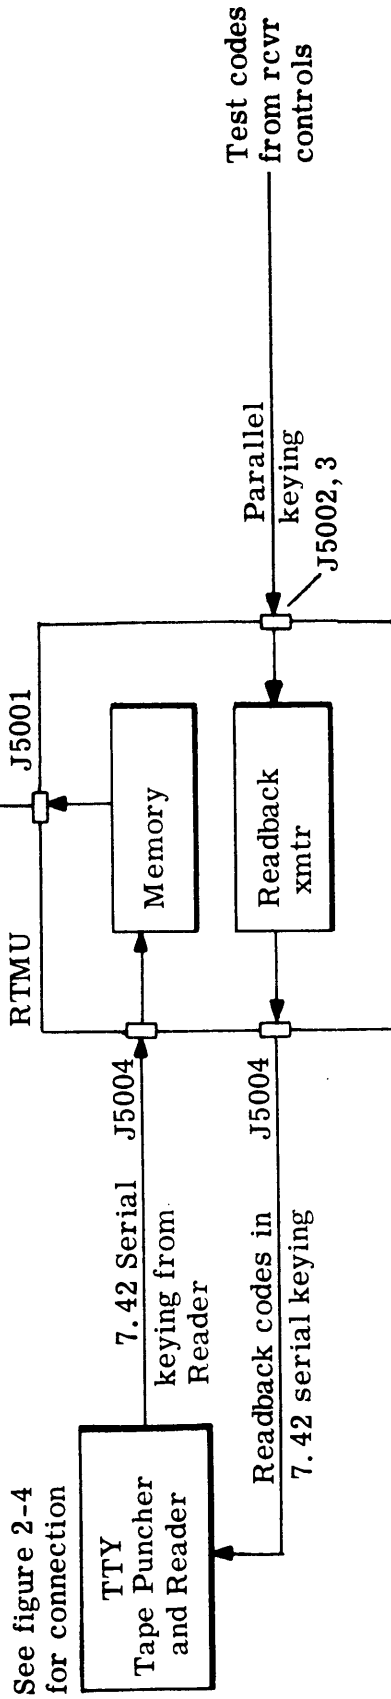 See figure 2-4
for connection
TTY
Tape Puncher
and Reader
7.42 Serial
keying from
Reader
J5004
Readback codes in
7.42 serial keying
J5004
RTMU
J5001
Memory
Readback
xmtr
Parallel
keying
J5002,3
Test codes
from rcvr
controls